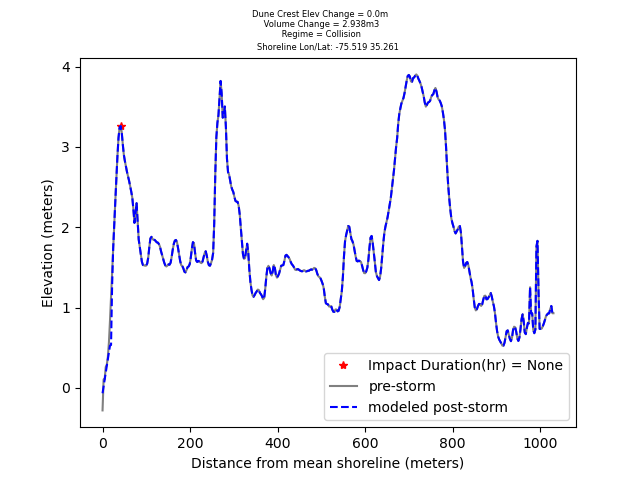 Dune Crest Elev Change = 0.0m
Volume Change = 2.938m3
Regime = Collision
Shoreline Lon/Lat: -75.519 35.261
4
3
2
1
0
Elevation (meters)
Impact Duration(hr) = None
pre-storm
modeled post-storm
0 200 400 600 800 1000
Distance from mean shoreline (meters)